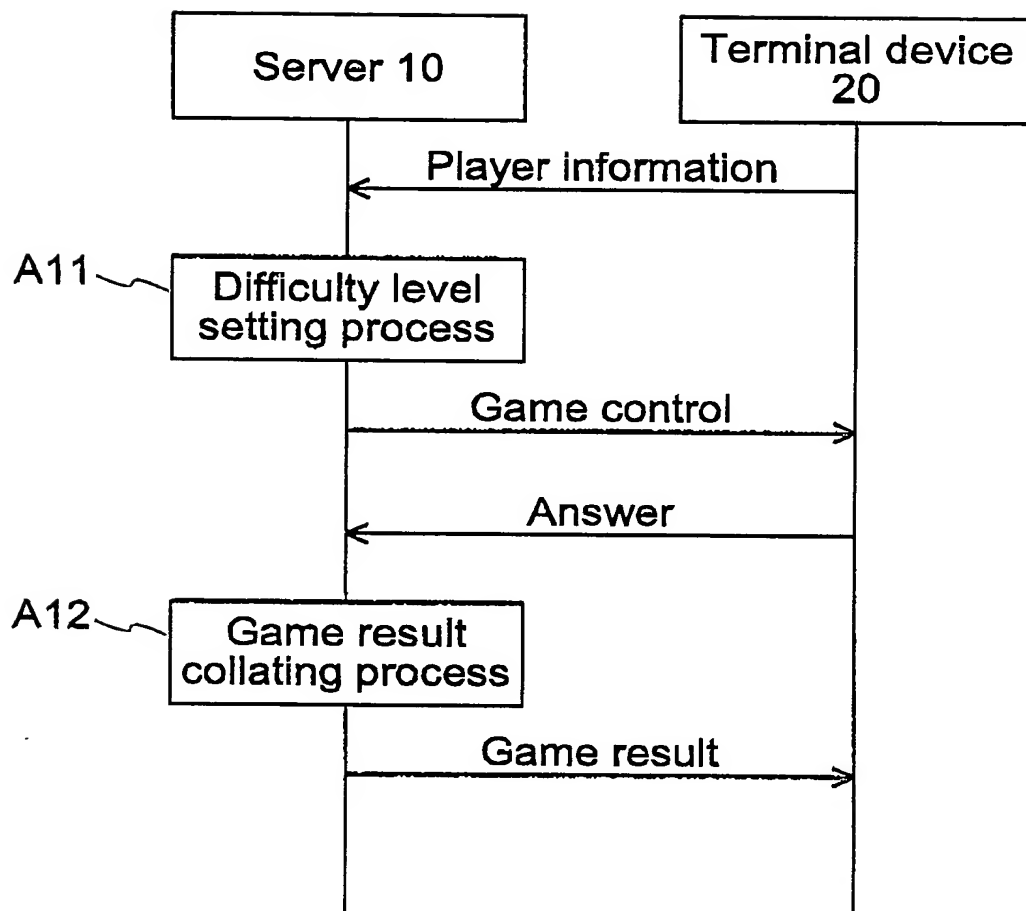 Server 10
Terminal device
20
Player information
A11
Difficulty level
setting process
Game control
Answer
A12
Game result
collating process
Game result